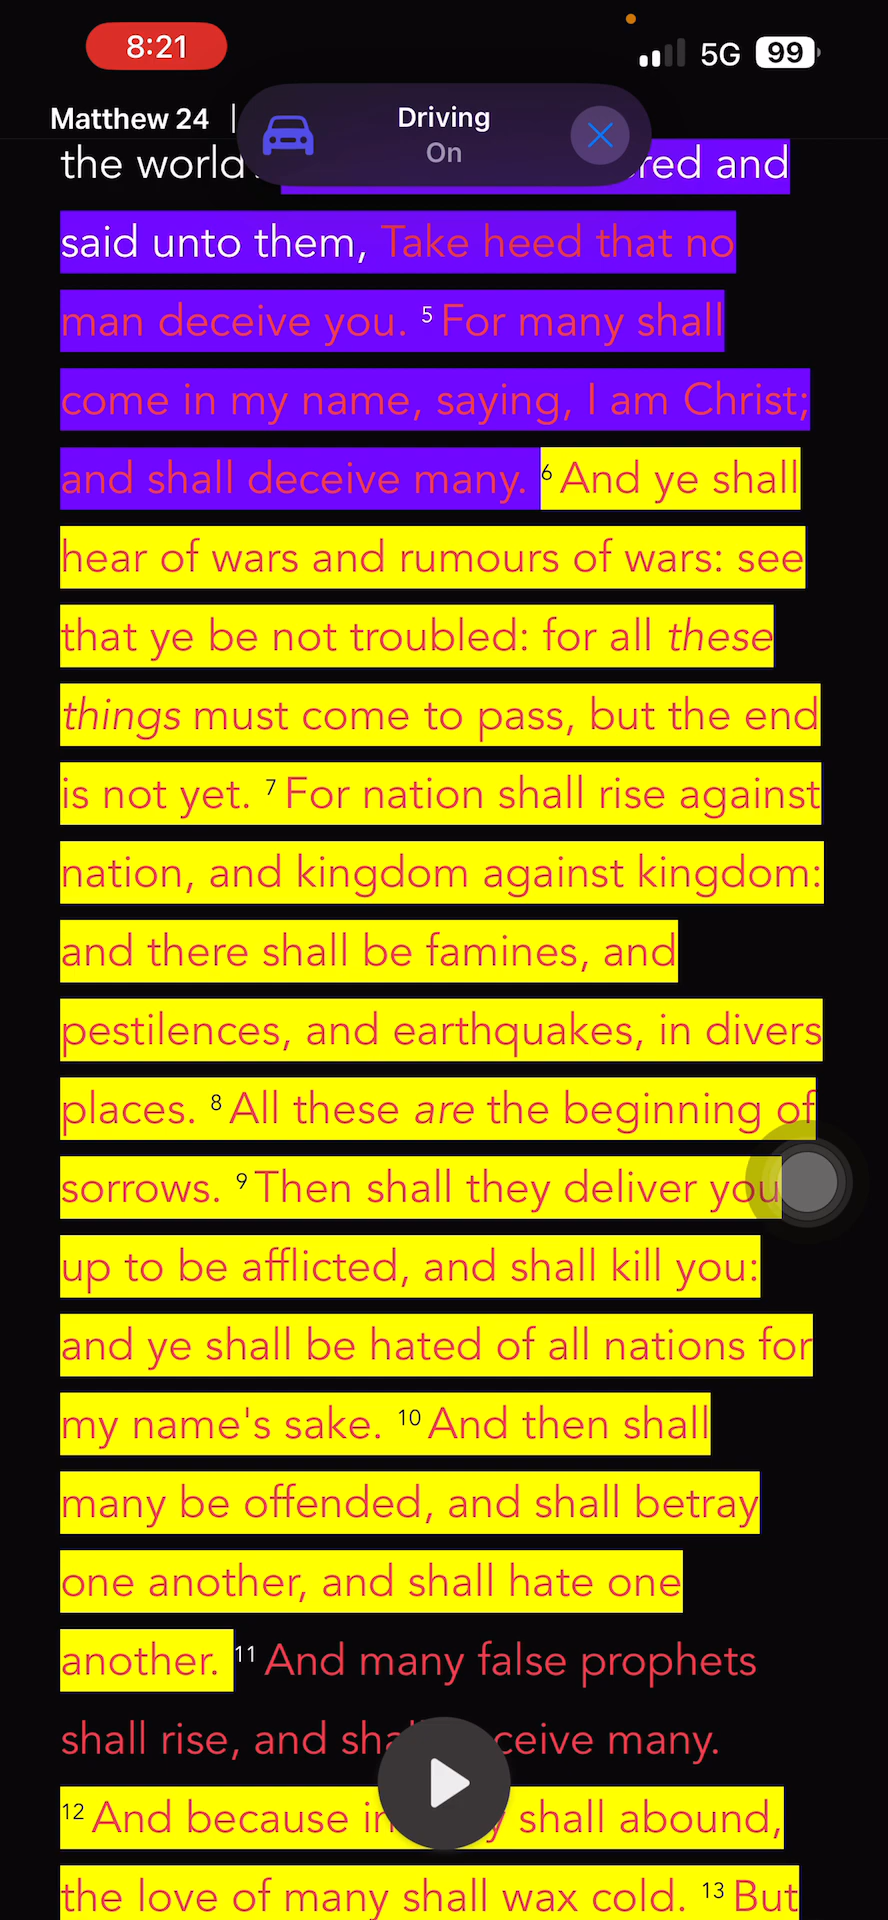 8:21
5G 99
Matthew 24 |
Driving
On
the world red and
said unto them, Take heed that no
man deceive you. 5 For many shall
come in my name, saying, I am Christ;
and shall deceive many. 6 And ye shall
hear of wars and rumours of wars: see
that ye be not troubled: for all these
things must come to pass, but the end
is not yet. 7 For nation shall rise against
nation, and kingdom against kingdom:
and there shall be famines, and
pestilences, and earthquakes, in divers
places. 8 All these are the beginning of
sorrows. 9 Then shall they deliver you
up to be afflicted, and shall kill you:
and ye shall be hated of all nations for
my name's sake. 10 And then shall
many be offended, and shall betray
one another, and shall hate one
another. 11 And many false prophets
shall rise, and many.
12 And because shall abound,
the love of many shall wax cold. 13 But